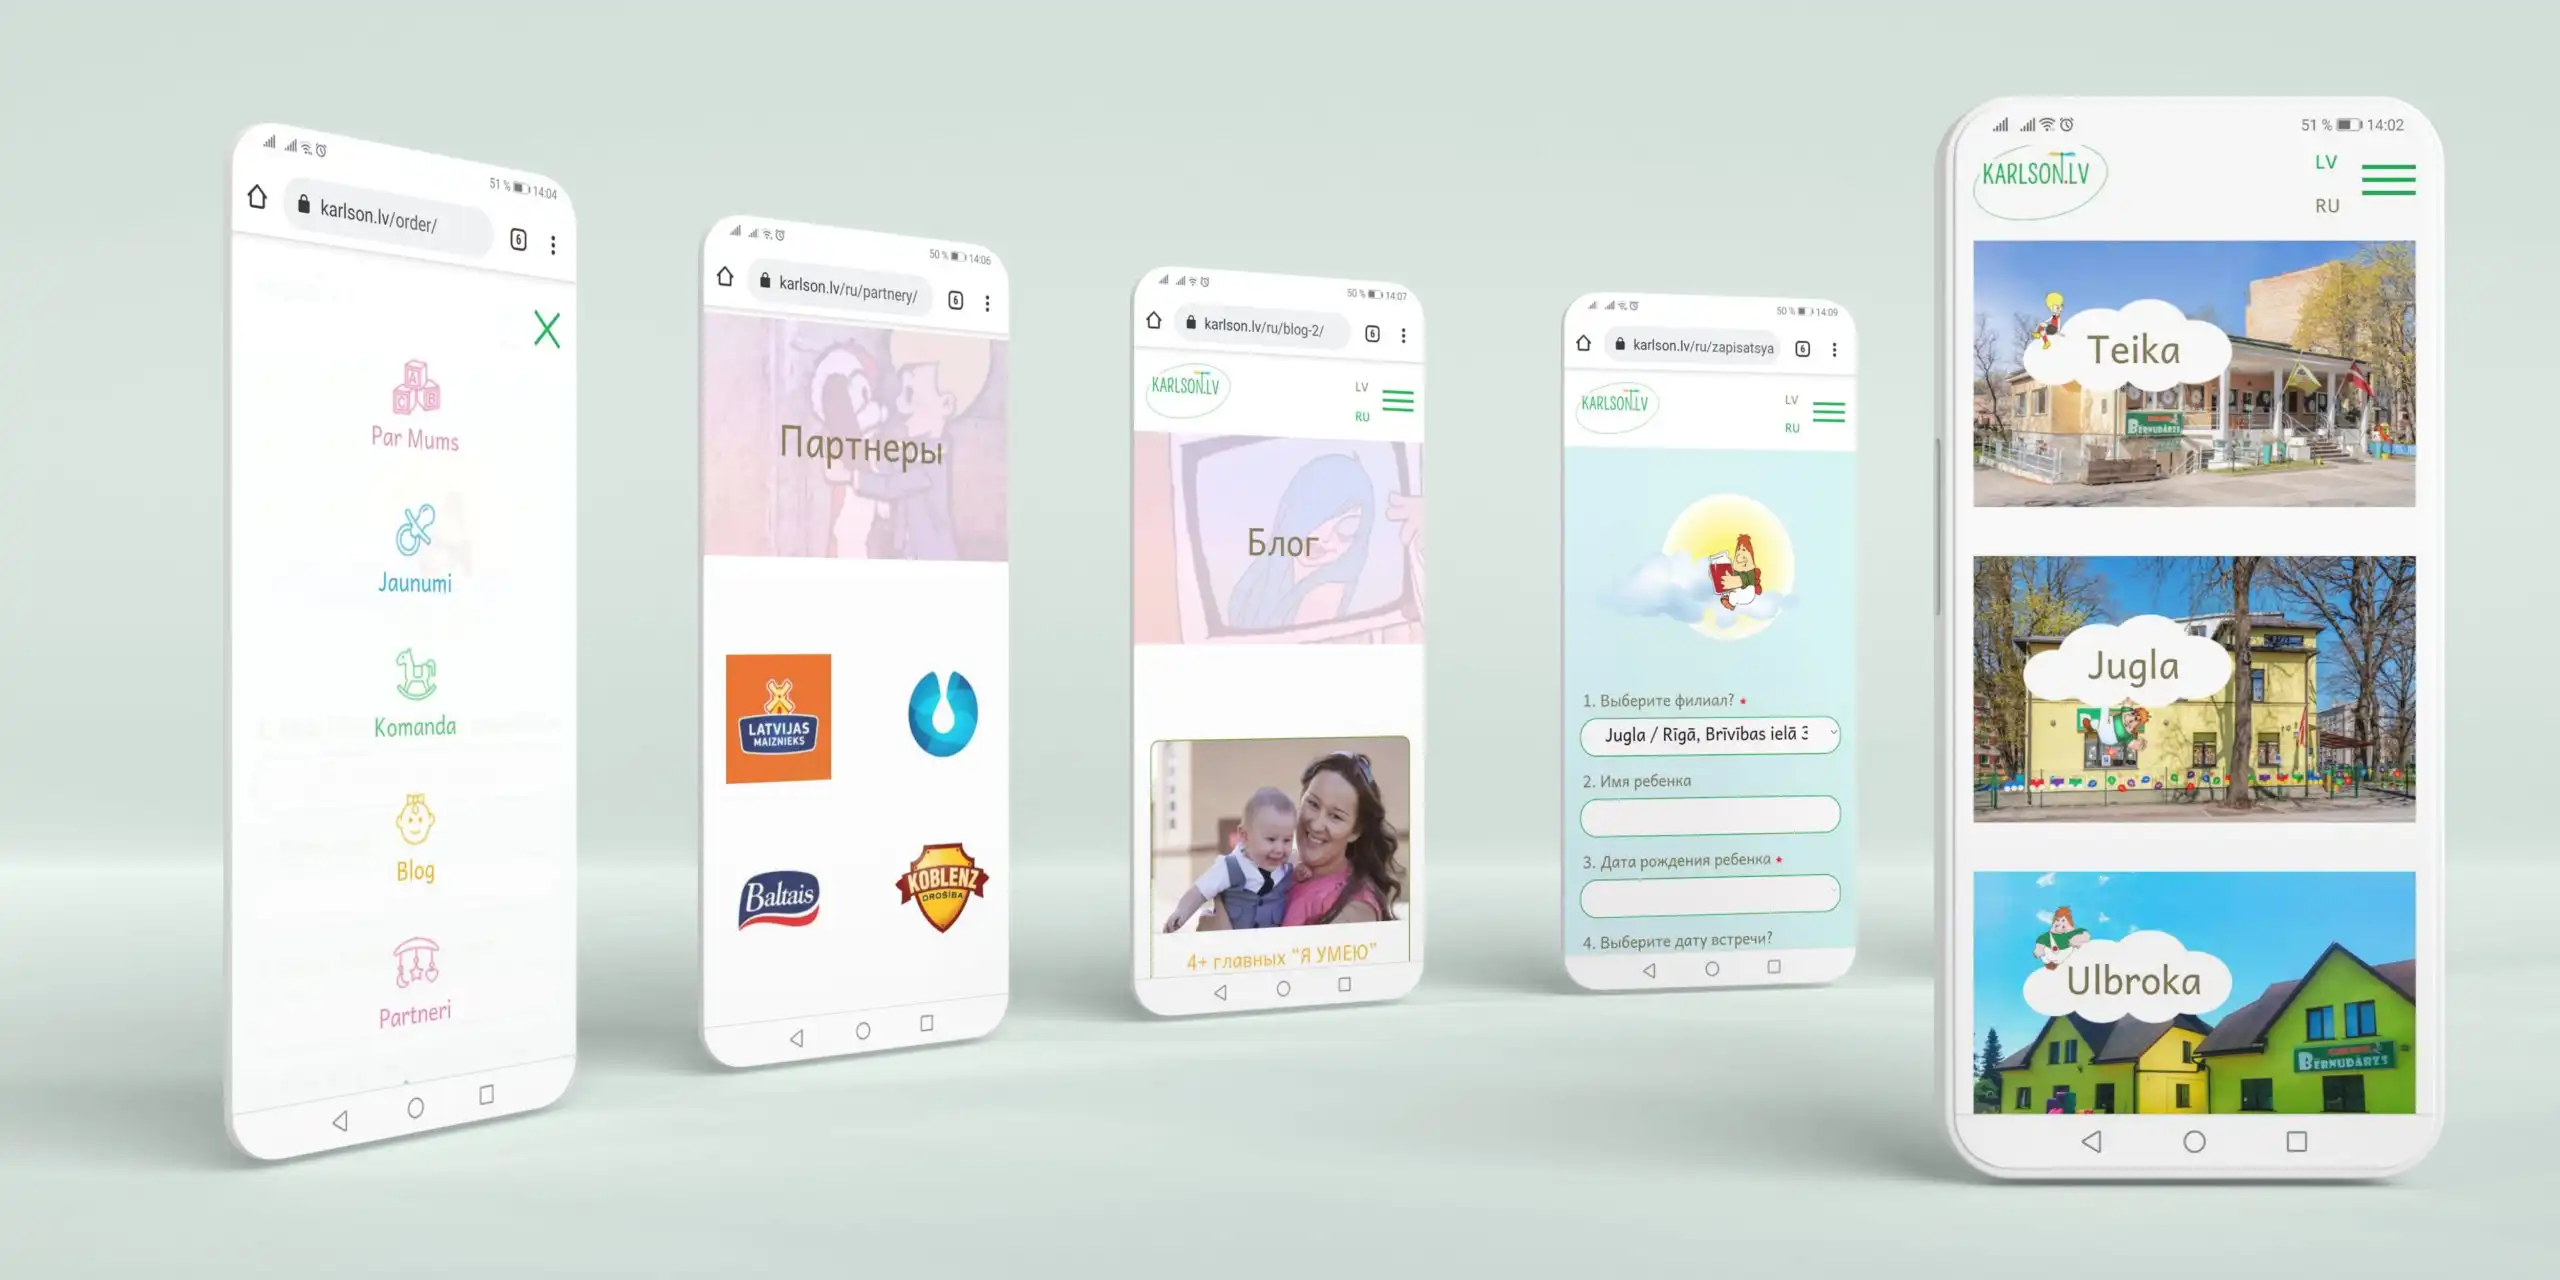 51 % 14:04
karlson.lv/order/
6
X
A
C B
Par Mums
Jaunumi
Komanda
Blog
Partneri
50 % 14:06
karlson.lv/ru/partnery/
6
Партнеры
LATVIJAS
MAIZNIEKS
Baltais
KOBLENZ
DROŠĪBA
50 % 14:07
karlson.lv/ru/blog-2/
6
KARLSON.LV
LV
RU
Блог
4+ главных “Я УМЕЮ”
50 % 14:09
karlson.lv/ru/zapisatsya
6
KARLSON.LV
LV
RU
1. Выберите филиал? *
Jugla / Rīgā, Brīvības ielā 3
2. Имя ребенка
3. Дата рождения ребенка *
4. Выберите дату встречи?
51 % 14:02
KARLSON.LV
LV
RU
Teika
BĒRNUDĀRZS
Jugla
Ulbroka
BĒRNUDĀRZS